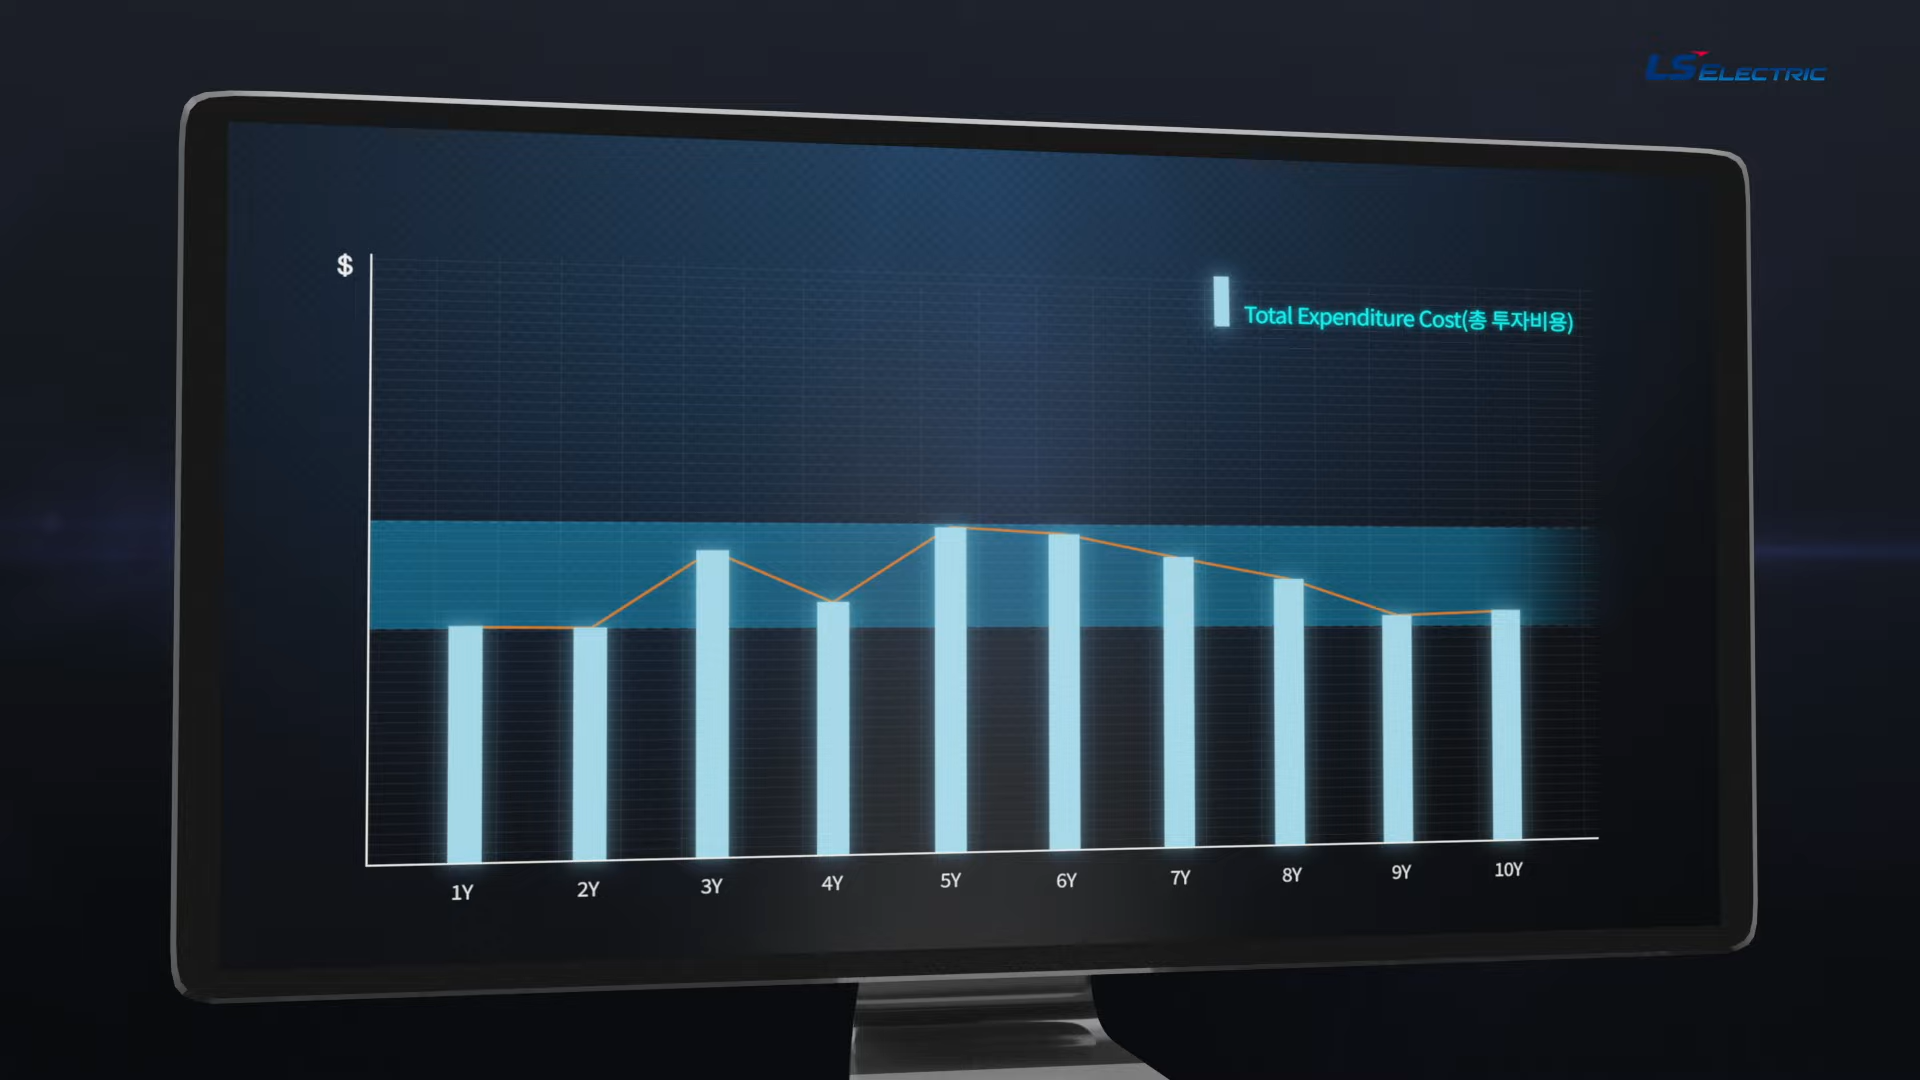 LS ELECTRIC
$
Total Expenditure Cost(총 투자비용)
1Y 2Y 3Y 4Y 5Y 6Y 7Y 8Y 9Y 10Y